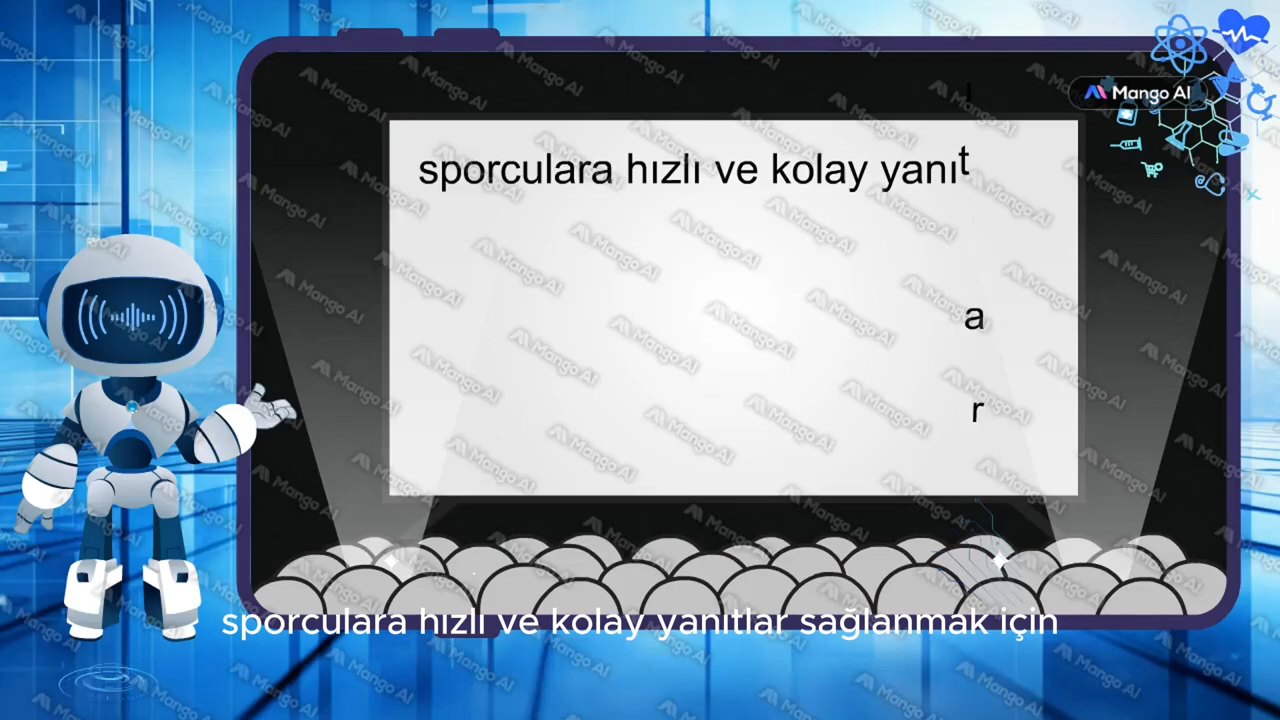 Mango AI
sporculara hızlı ve kolay yanıt
l
a
r
sporculara hızlı ve kolay yanıtlar sağlanmak için